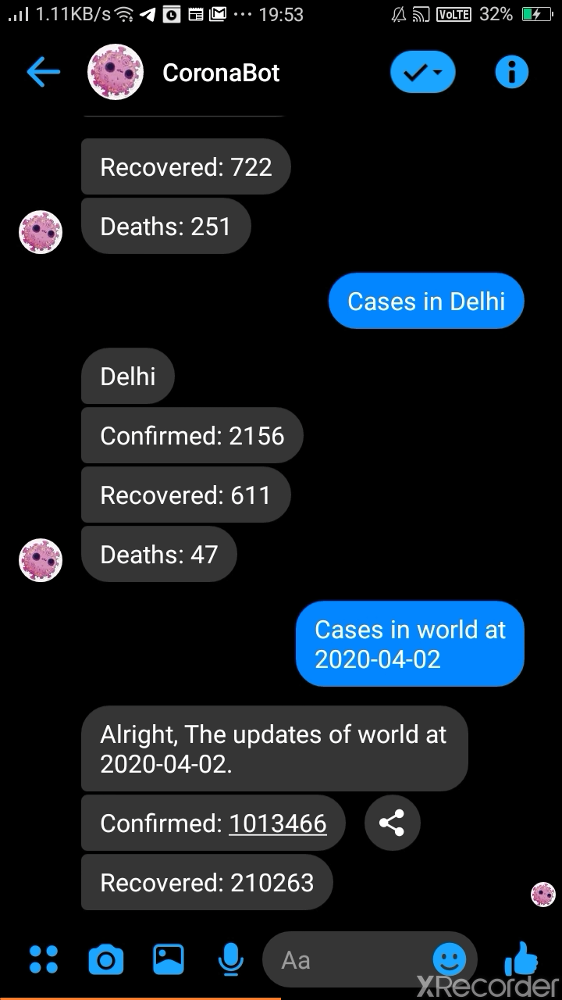 1.11KB/s ... 19:53 VoLTE 32%
CoronaBot
Recovered: 722
Deaths: 251
Cases in Delhi
Delhi
Confirmed: 2156
Recovered: 611
Deaths: 47
Cases in world at
2020-04-02
Alright, The updates of world at
2020-04-02.
Confirmed: 1013466
Recovered: 210263
Aa
XRecorder